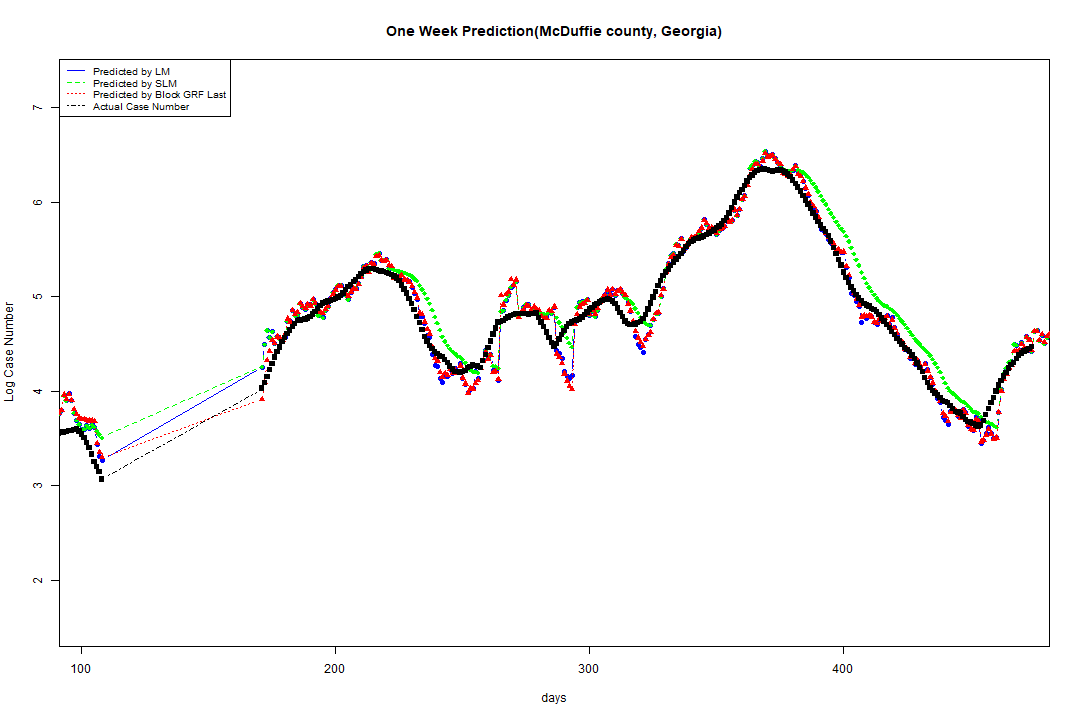 One Week Prediction(McDuffie county, Georgia)
Predicted by LM
Predicted by SLM
Predicted by Block GRF Last
Actual Case Number
7
6
5
4
3
2
Log Case Number
100 200 300 400
days